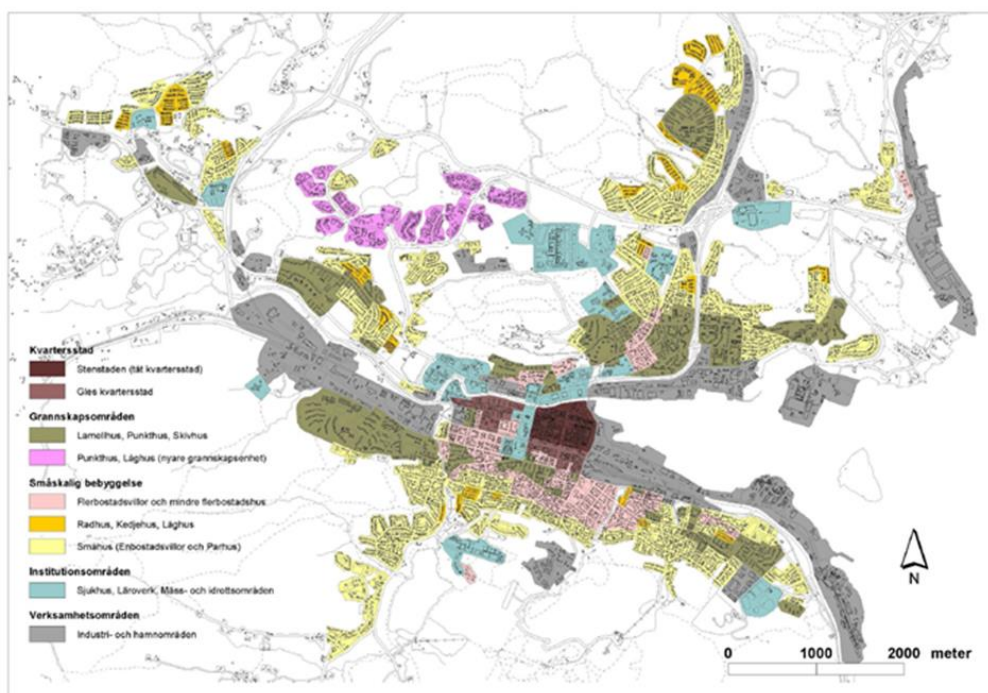 Kvartersstad
Stenstaden (tät kvartersstad)
Gles kvartersstad
Grannskapsområden
Lamellhus, Punkthus, Skivhus
Punkthus, Låghus (nyare grannskapsenhet)
Småskalig bebyggelse
Flerbostadsvillor och mindre flerbostadshus
Radhus, Kedjehus, Låghus
Småhus (Enbostadsvillor och Parhus)
Institutionsområden
Sjukhus, Läroverk, Mäss- och idrottsområden
Verksamhetsområden
Industri- och hamnområden
N
0 1000 2000 meter